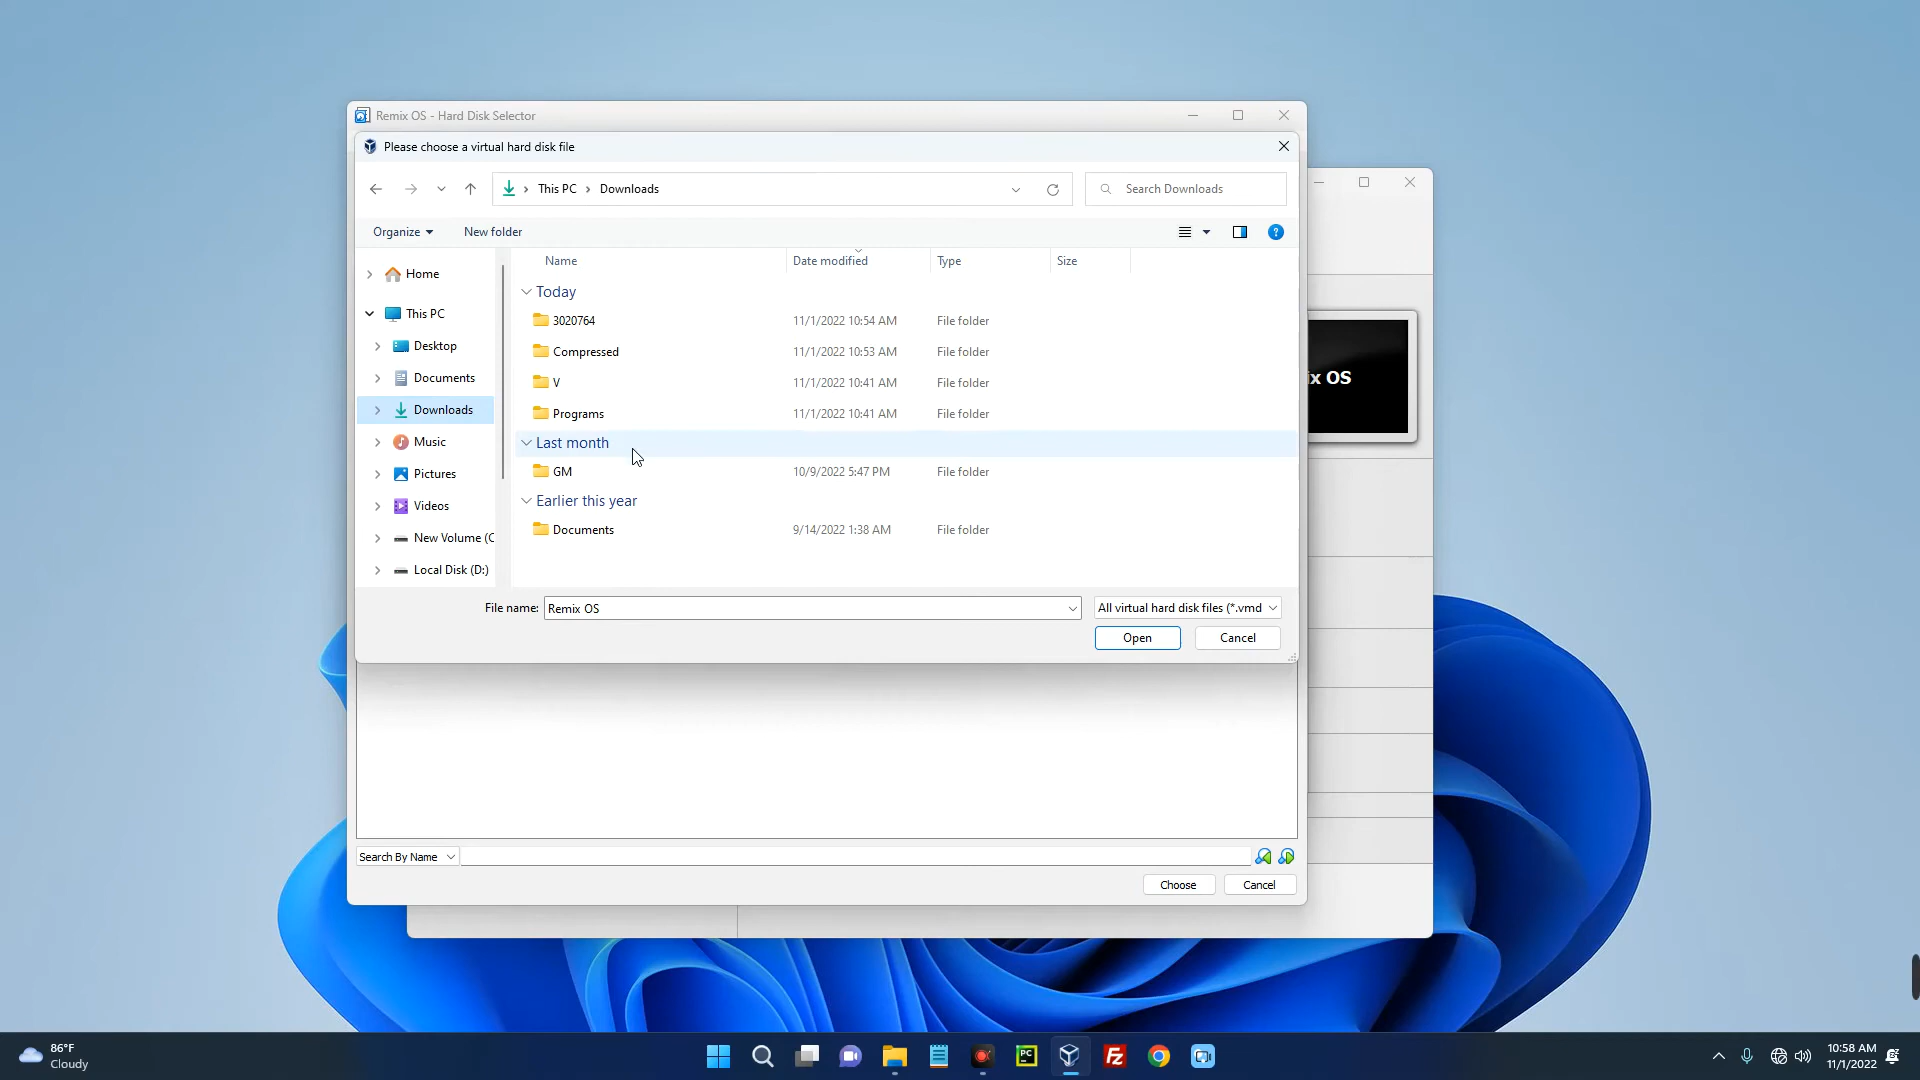 Remix OS - Hard Disk Selector
Please choose a virtual hard disk file
This PC
Downloads
Search Downloads
Organize
New folder
Name
Date modified
Type
Size
Home
This PC
Desktop
Documents
Downloads
Music
Pictures
Videos
New Volume (C
Local Disk (D:)
Today
3020764 11/1/2022 10:54 AM File folder
Compressed 11/1/2022 10:53 AM File folder
V 11/1/2022 10:41 AM File folder
Programs 11/1/2022 10:41 AM File folder
Last month
GM 10/9/2022 5:47 PM File folder
Earlier this year
Documents 9/14/2022 1:38 AM File folder
File name: Remix OS
All virtual hard disk files (*.vmd
Open
Cancel
ix OS
Search By Name
Choose
Cancel
86°F
Cloudy
PC
FZ
10:58 AM
11/1/2022